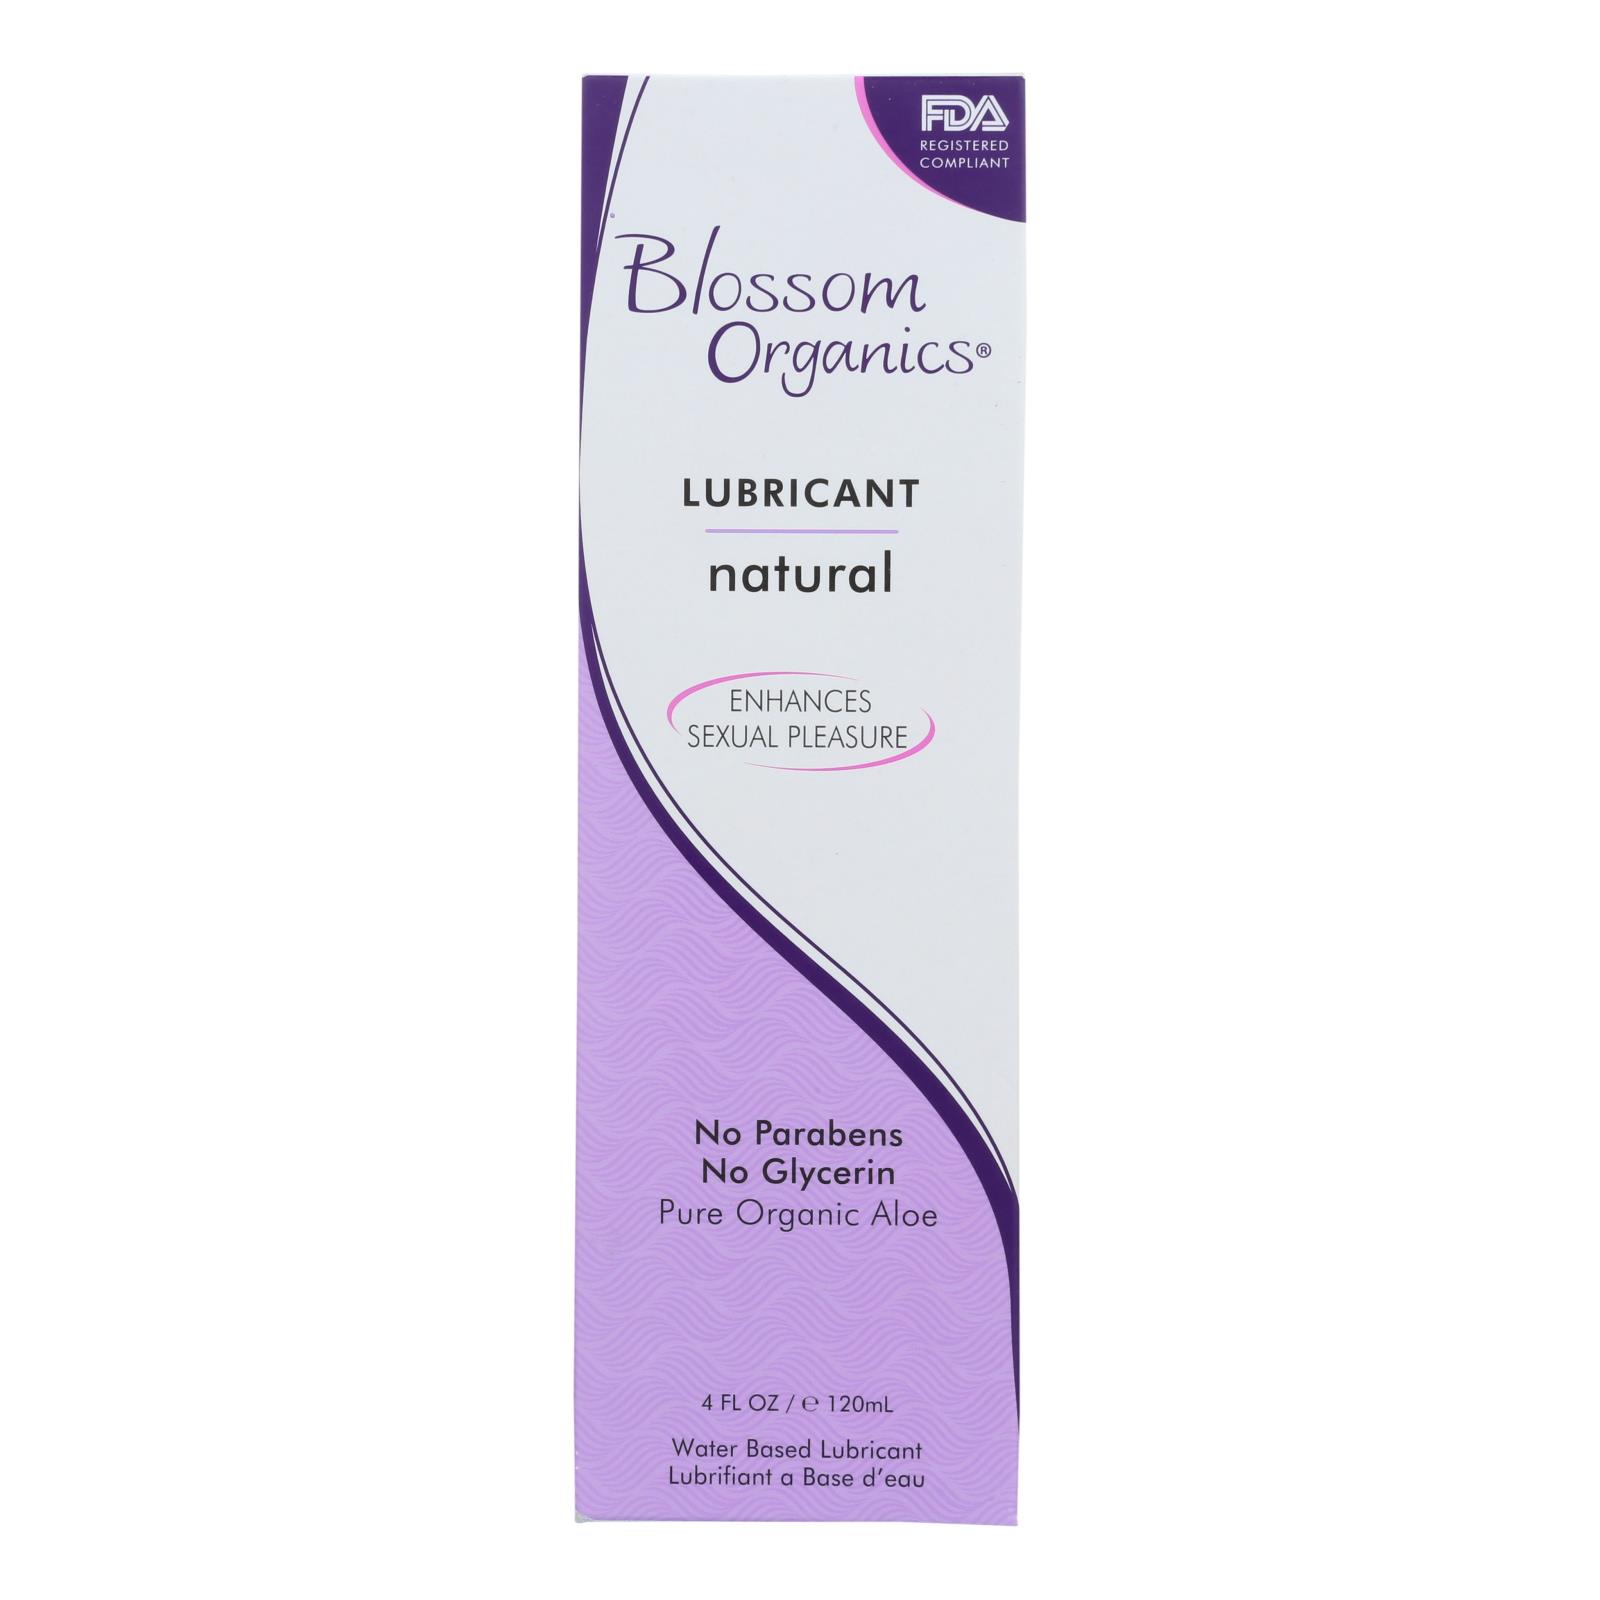 FDA
REGISTERED
COMPLIANT
Blossom
Organics®
LUBRICANT
natural
ENHANCES
SEXUAL PLEASURE
No Parabens
No Glycerin
Pure Organic Aloe
4 FL OZ / ℮ 120mL
Water Based Lubricant
Lubrifiant a Base d’eau